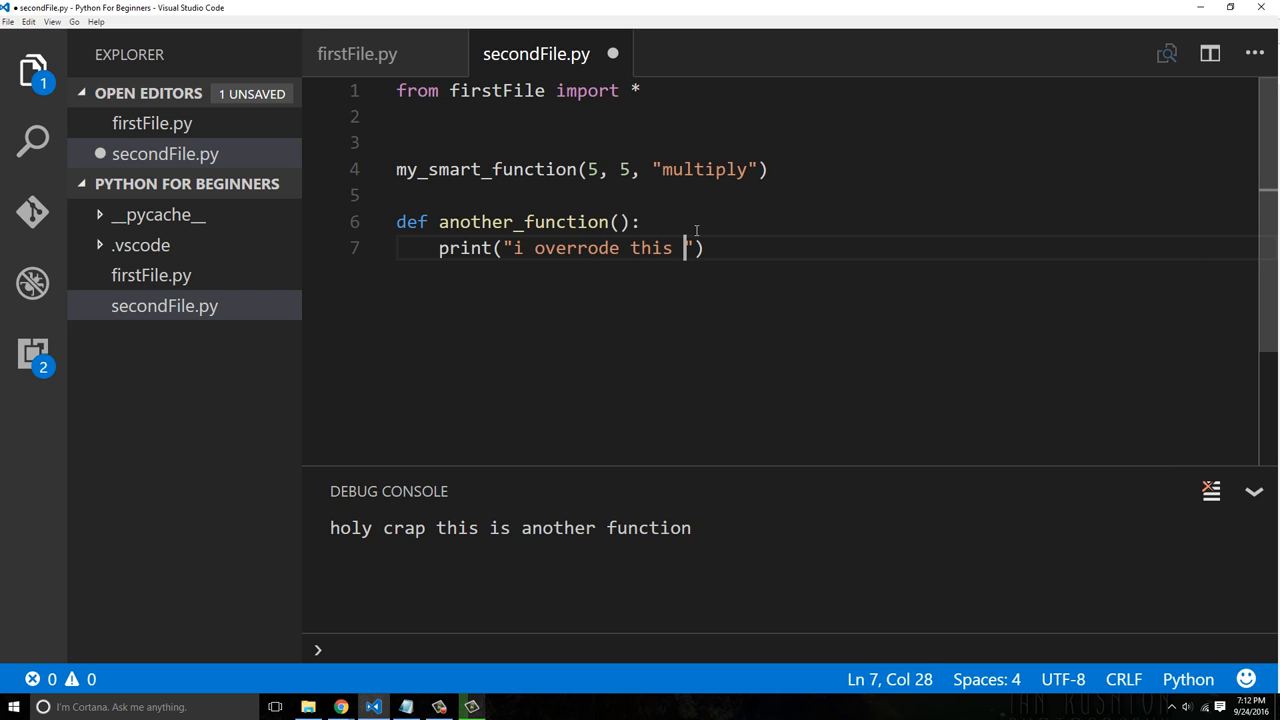 ● secondFile.py - Python For Beginners - Visual Studio Code
File Edit View Go Help
EXPLORER
firstFile.py
secondFile.py
OPEN EDITORS 1 UNSAVED
firstFile.py
secondFile.py
PYTHON FOR BEGINNERS
__pycache__
.vscode
firstFile.py
secondFile.py
1
2
1 from firstFile import *
2
3
4 my_smart_function(5, 5, "multiply")
5
6 def another_function():
7 print("i overrode this ")
DEBUG CONSOLE
holy crap this is another function
0 0
Ln 7, Col 28 Spaces: 4 UTF-8 CRLF Python
I'm Cortana. Ask me anything.
7:12 PM
9/24/2016